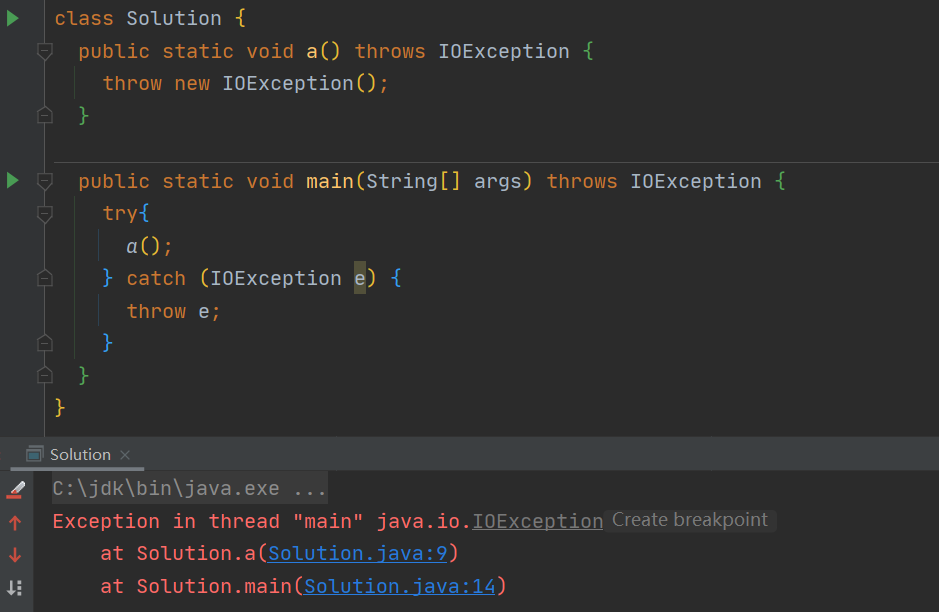 class Solution {
public static void a() throws IOException {
throw new IOException();
}
public static void main(String[] args) throws IOException {
try{
a();
} catch (IOException e) {
throw e;
}
}
}
Solution ×
C:\jdk\bin\java.exe ...
Exception in thread "main" java.io.IOException Create breakpoint
at Solution.a(Solution.java:9)
at Solution.main(Solution.java:14)